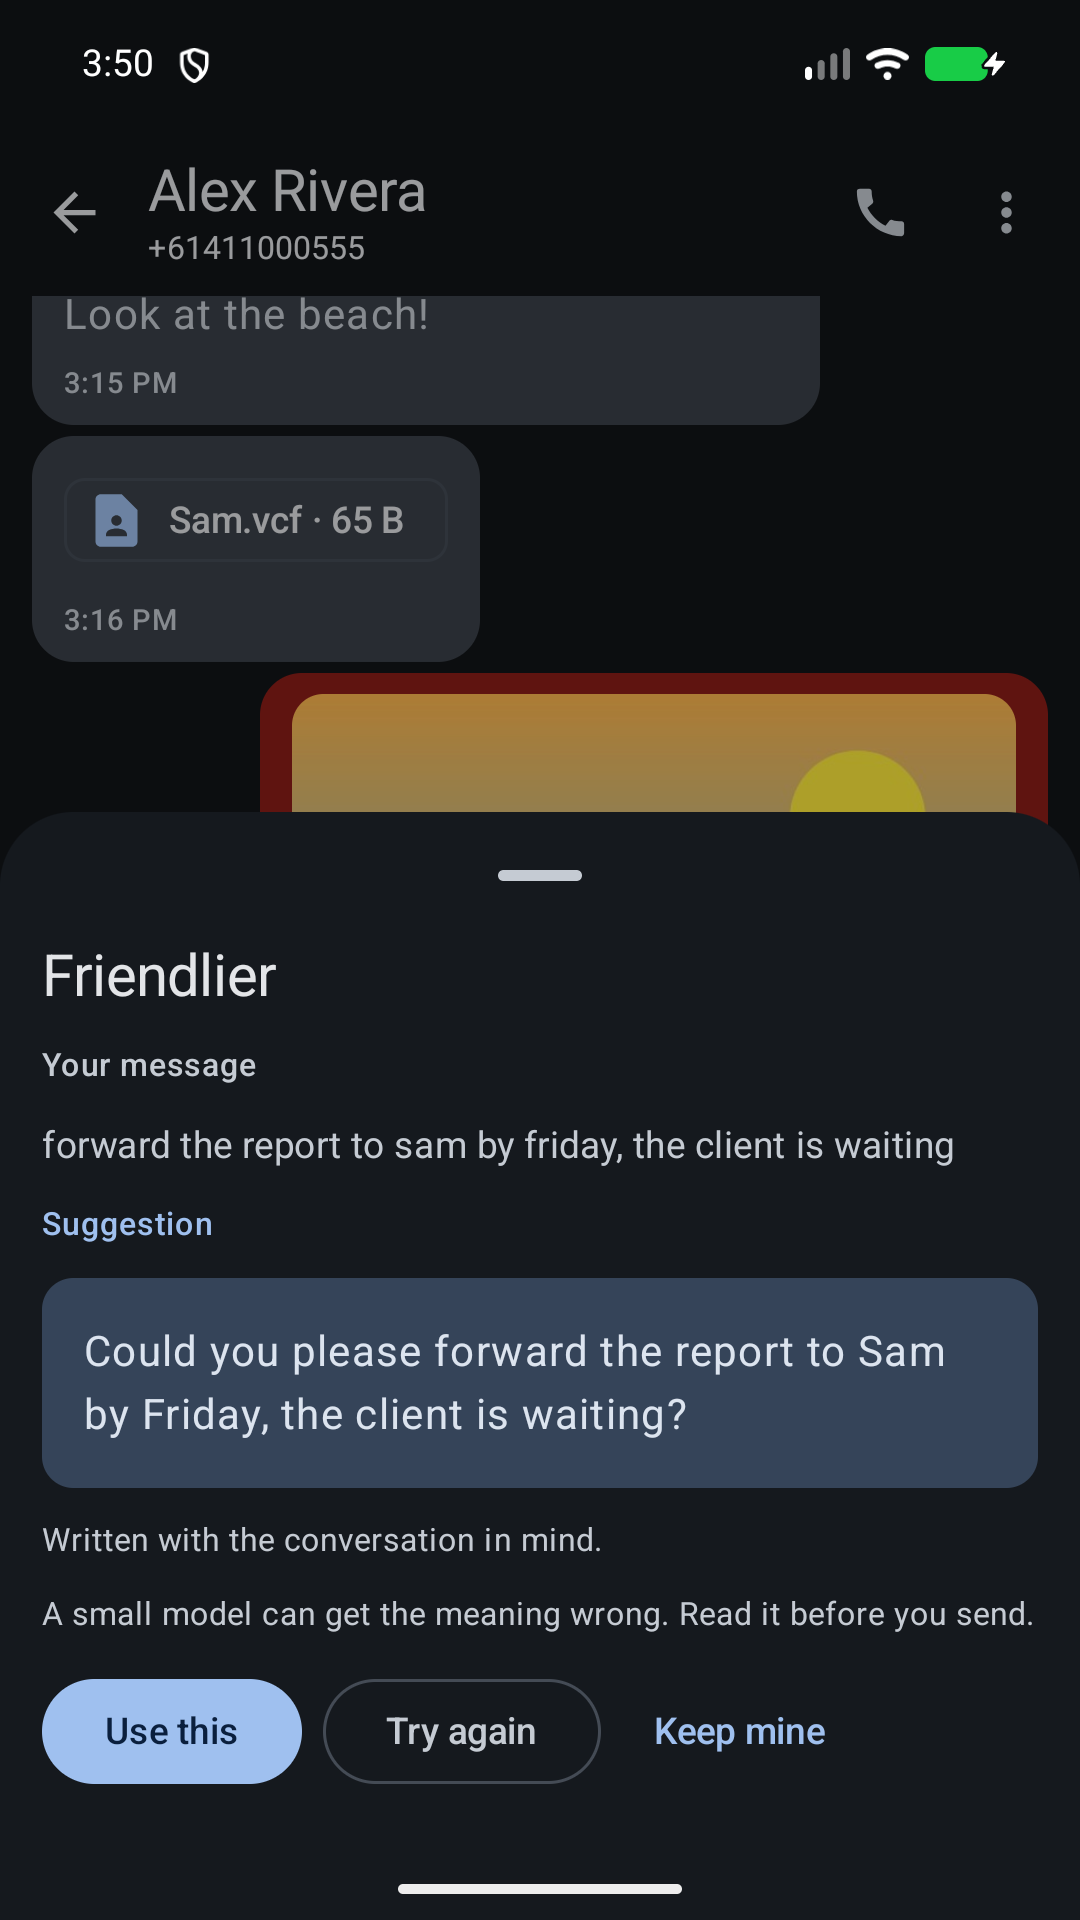 3:50
Alex Rivera
+61411000555
Look at the beach!
3:15 PM
Sam.vcf · 65 B
3:16 PM
Friendlier
Your message
forward the report to sam by friday, the client is waiting
Suggestion
Could you please forward the report to Sam
by Friday, the client is waiting?
Written with the conversation in mind.
A small model can get the meaning wrong. Read it before you send.
Use this
Try again
Keep mine